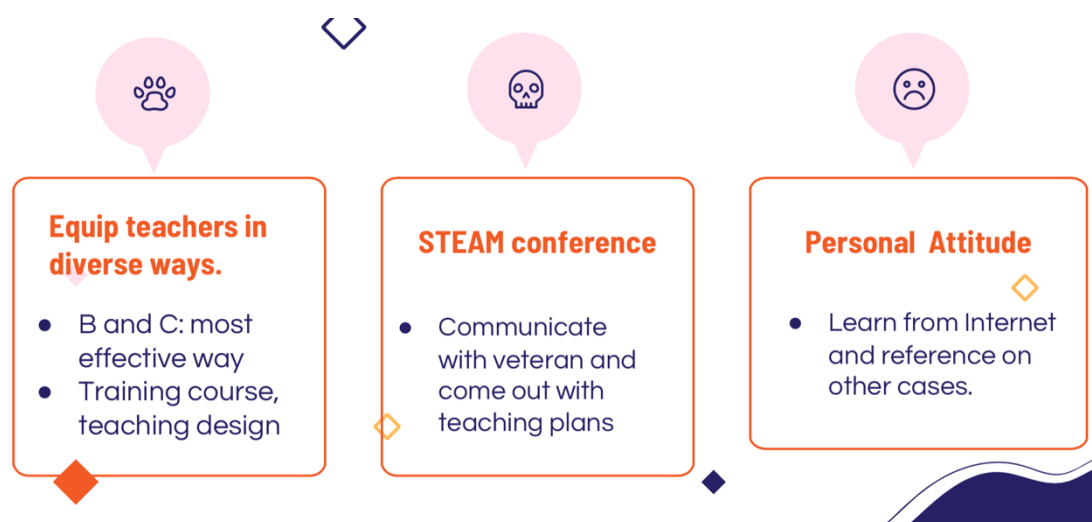 Equip teachers in
diverse ways.
● B and C: most
effective way
● Training course,
teaching design
STEAM conference
● Communicate
with veteran and
come out with
teaching plans
Personal Attitude
● Learn from Internet
and reference on
other cases.